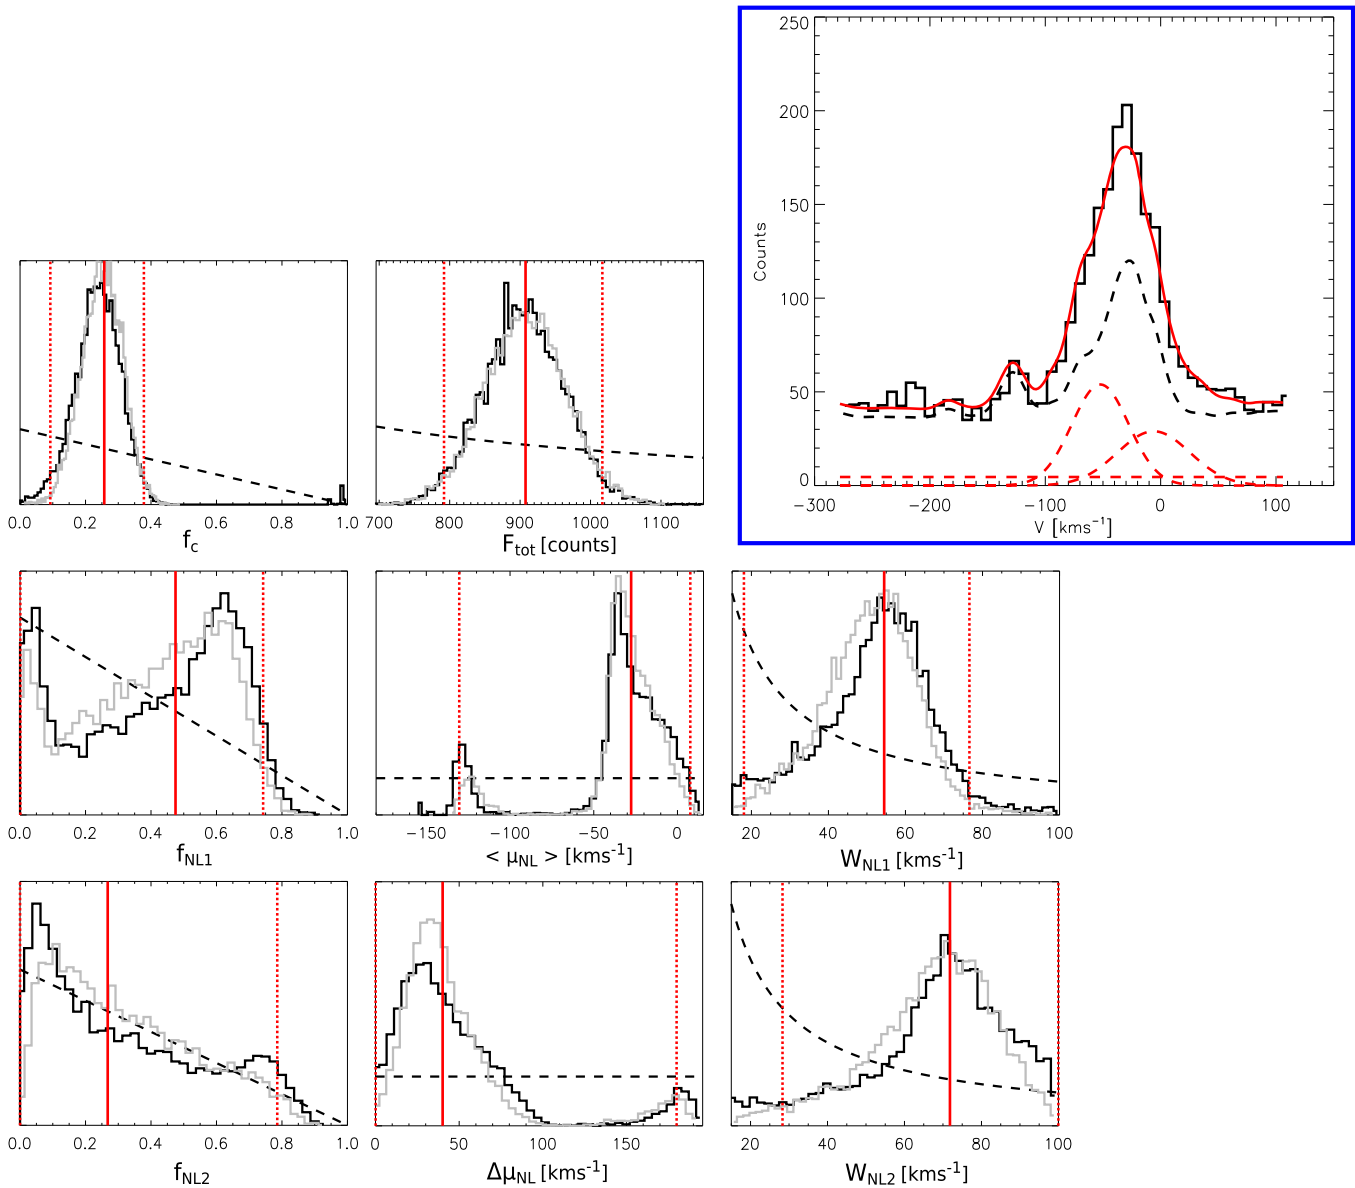 250
200
150
100
50
0
Counts
−300 −200 −100 0 100
V [kms⁻¹]
0.0 0.2 0.4 0.6 0.8 1.0
f_c
700 800 900 1000 1100
F_tot [counts]
0.0 0.2 0.4 0.6 0.8 1.0
f_NL1
−150 −100 −50 0
< μ_NL > [kms⁻¹]
20 40 60 80 100
W_NL1 [kms⁻¹]
0.0 0.2 0.4 0.6 0.8 1.0
f_NL2
0 50 100 150
Δμ_NL [kms⁻¹]
20 40 60 80 100
W_NL2 [kms⁻¹]